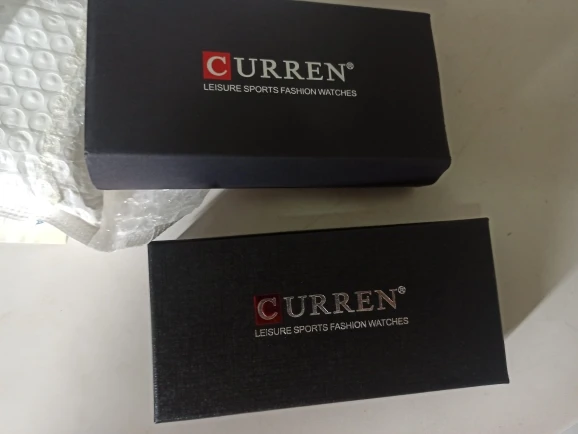 CURREN®
LEISURE SPORTS FASHION WATCHES
CURREN®
LEISURE SPORTS FASHION WATCHES